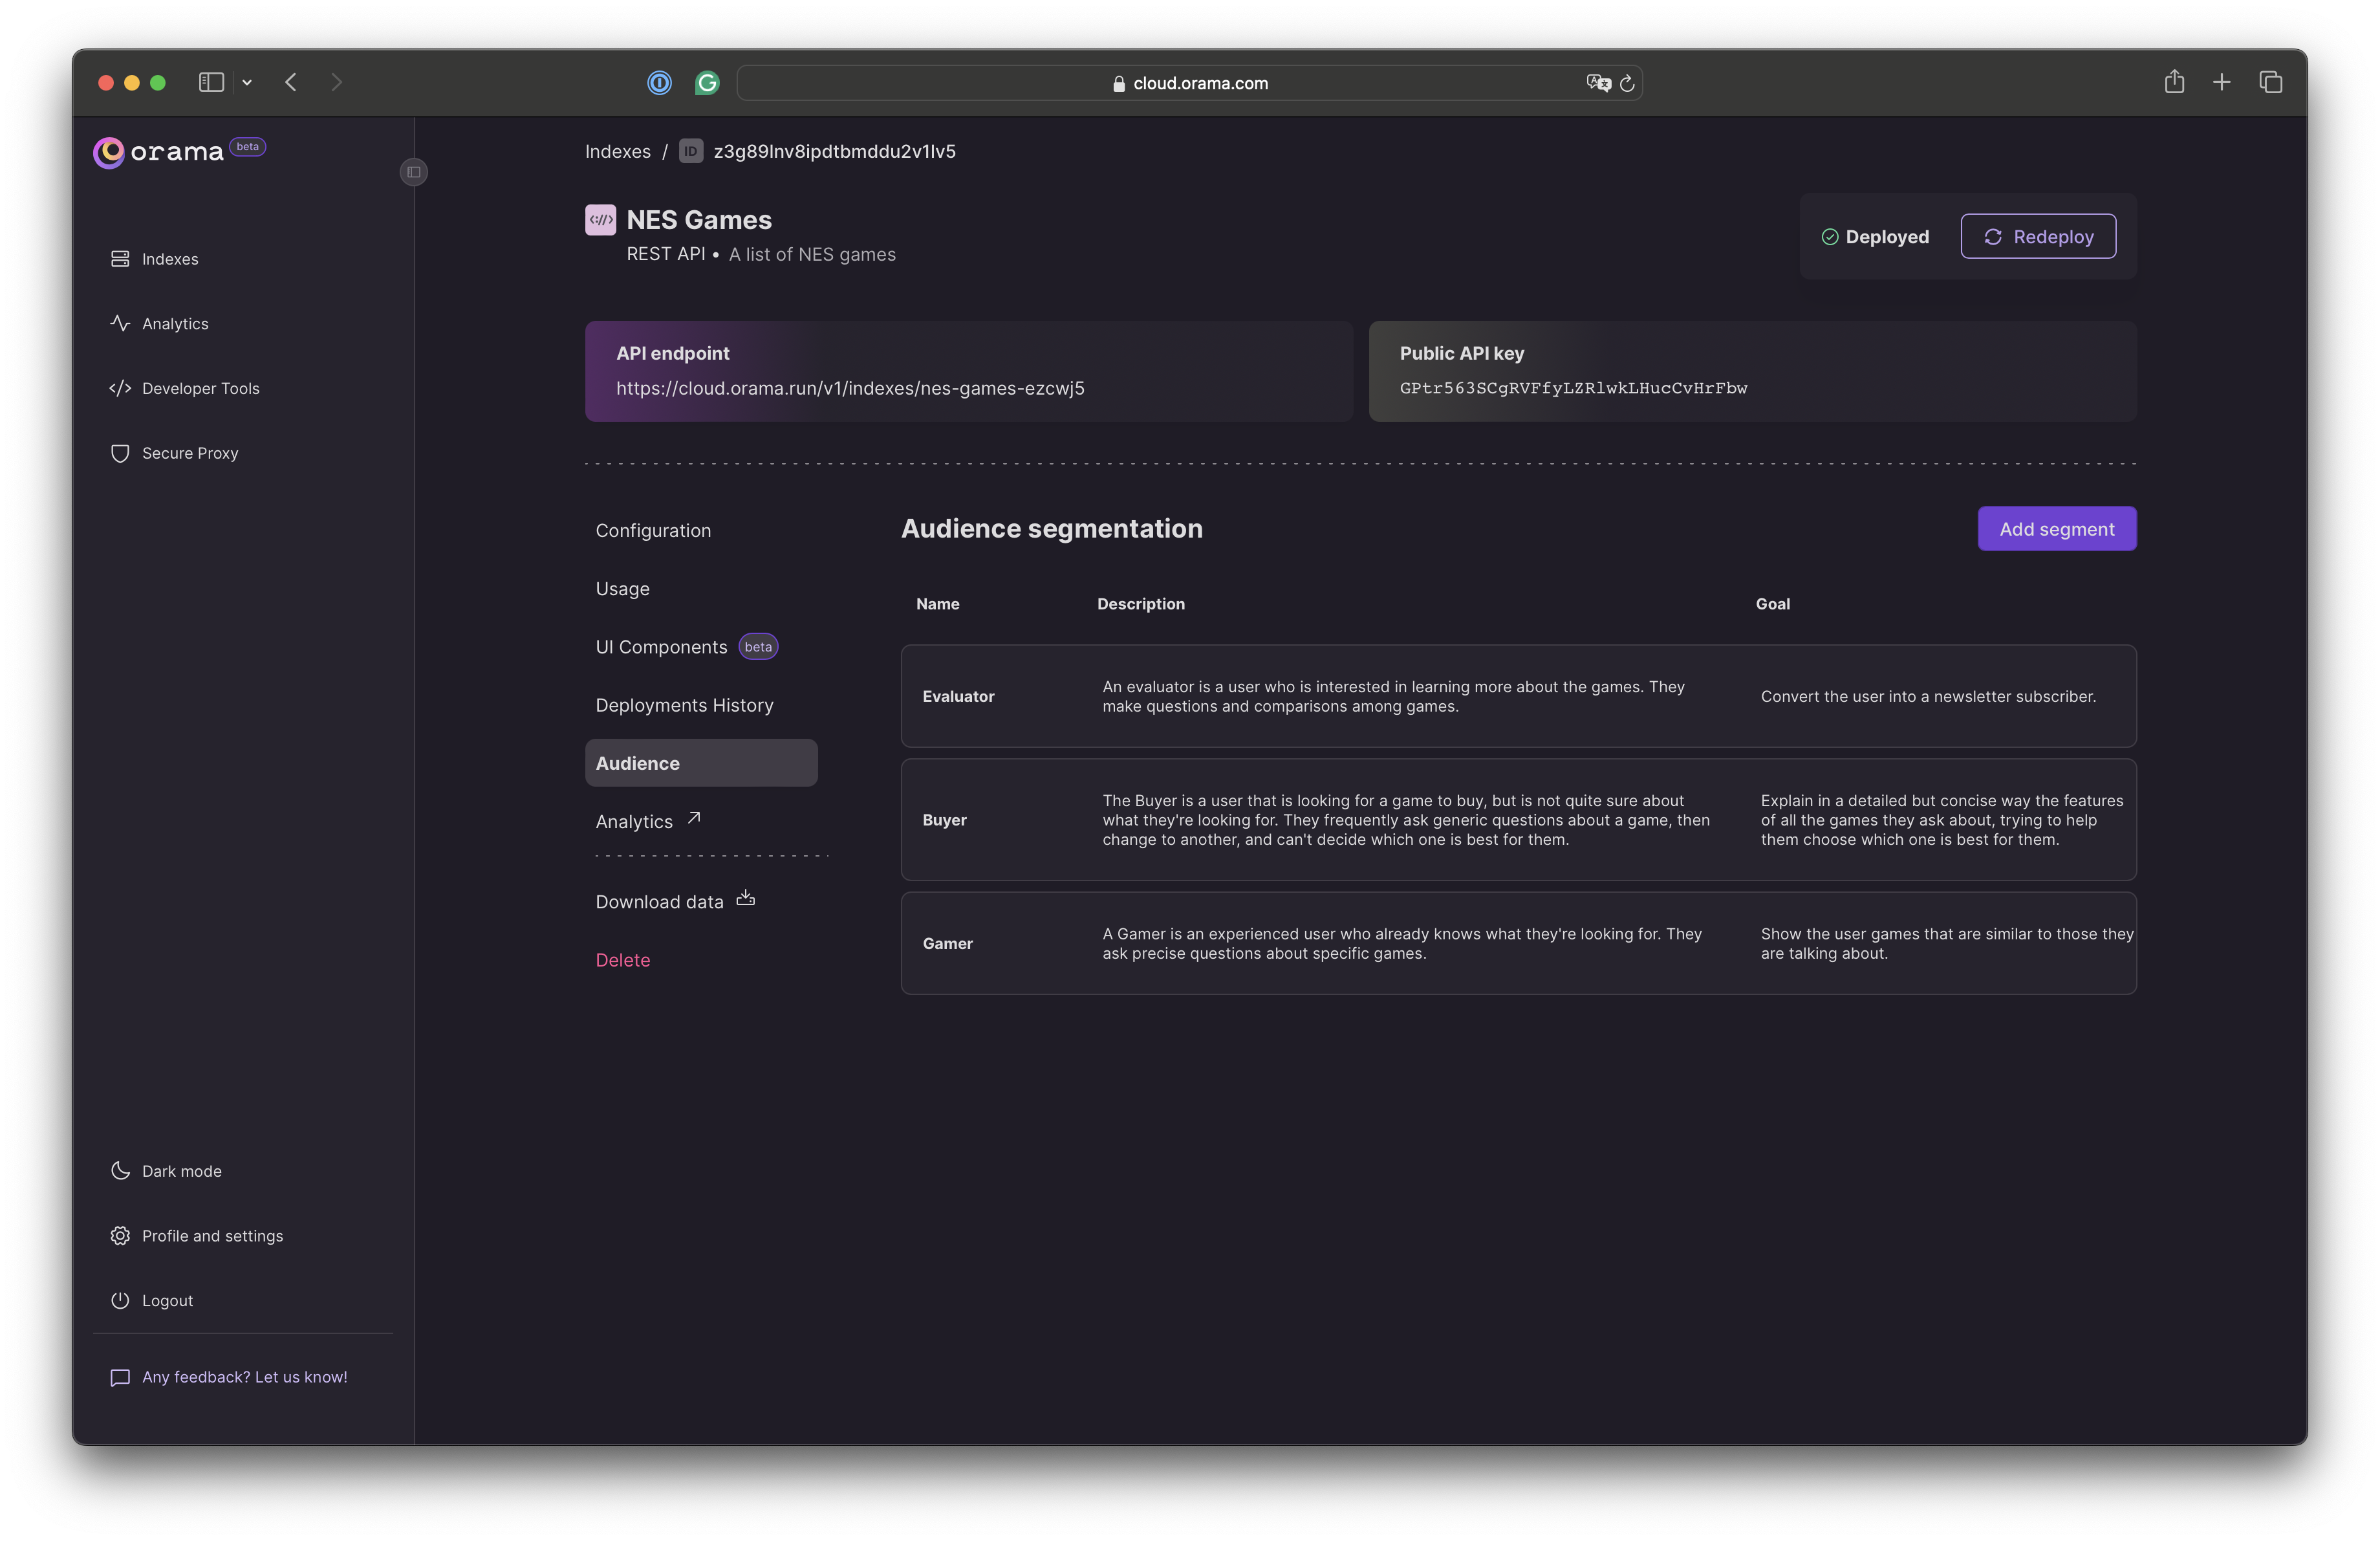 cloud.orama.com
orama beta
Indexes
Analytics
Developer Tools
Secure Proxy
Dark mode
Profile and settings
Logout
Any feedback? Let us know!
Indexes / ID z3g89lnv8ipdtbmddu2v1lv5
NES Games
REST API • A list of NES games
Deployed
Redeploy
API endpoint
https://cloud.orama.run/v1/indexes/nes-games-ezcwj5
Public API key
GPtr563SCgRVFfyLZRlwkLHucCvHrFbw
Configuration
Usage
UI Components beta
Deployments History
Audience
Analytics
Download data
Delete
Audience segmentation
Add segment
Name Description Goal
Evaluator
An evaluator is a user who is interested in learning more about the games. They
make questions and comparisons among games.
Convert the user into a newsletter subscriber.
Buyer
The Buyer is a user that is looking for a game to buy, but is not quite sure about
what they're looking for. They frequently ask generic questions about a game, then
change to another, and can't decide which one is best for them.
Explain in a detailed but concise way the features
of all the games they ask about, trying to help
them choose which one is best for them.
Gamer
A Gamer is an experienced user who already knows what they're looking for. They
ask precise questions about specific games.
Show the user games that are similar to those they
are talking about.